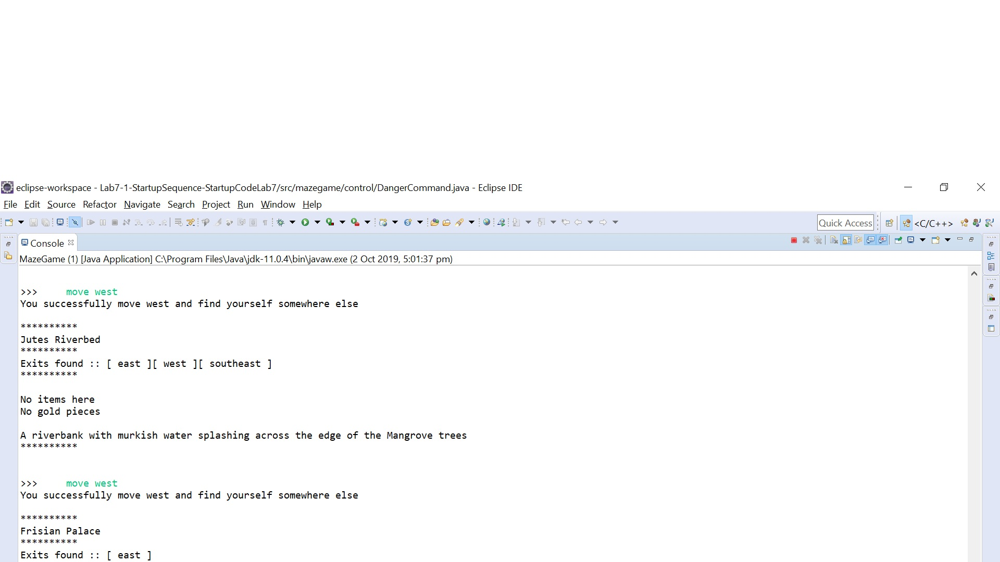 eclipse-workspace - Lab7-1-StartupSequence-StartupCodeLab7/src/mazegame/control/DangerCommand.java - Eclipse IDE
File Edit Source Refactor Navigate Search Project Run Window Help
Quick Access
<C/C++>
Console
MazeGame (1) [Java Application] C:\Program Files\Java\jdk-11.0.4\bin\javaw.exe (2 Oct 2019, 5:01:37 pm)
>>> move west
You successfully move west and find yourself somewhere else
**********
Jutes Riverbed
**********
Exits found :: [ east ][ west ][ southeast ]
**********
No items here
No gold pieces
A riverbank with murkish water splashing across the edge of the Mangrove trees
**********
>>> move west
You successfully move west and find yourself somewhere else
**********
Frisian Palace
**********
Exits found :: [ east ]